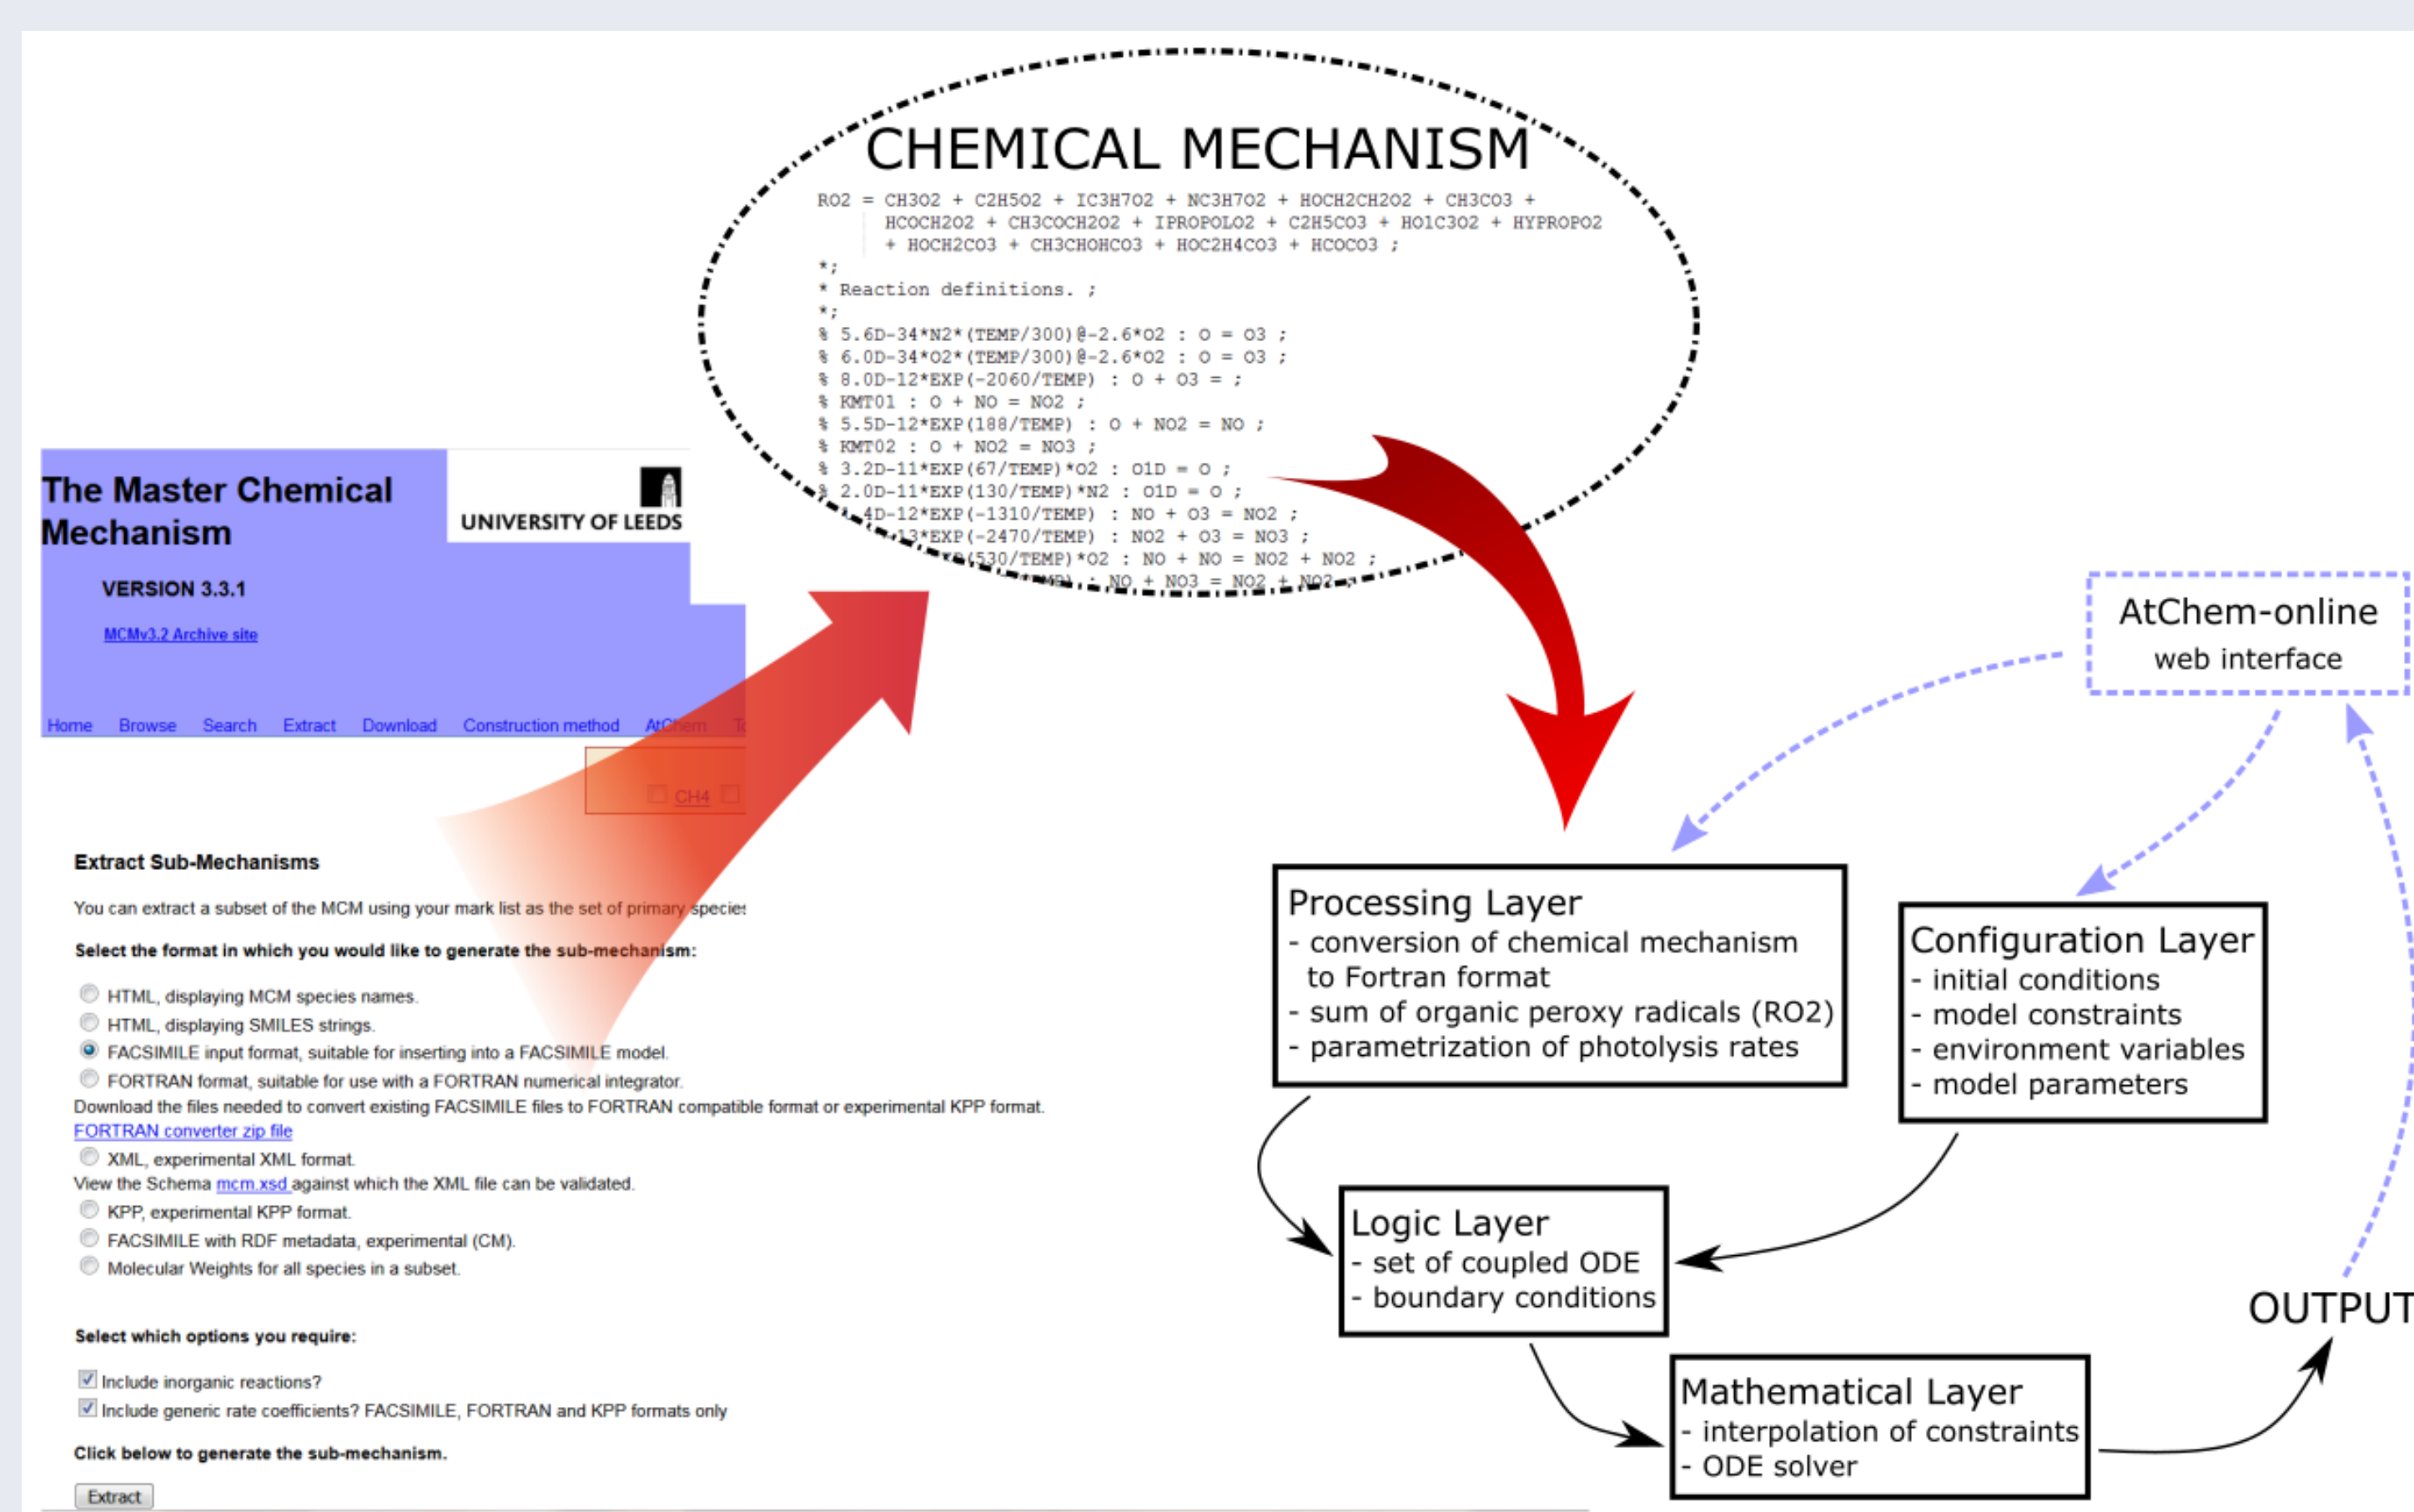 CHEMICAL MECHANISM
RO2 = CH3O2 + C2H5O2 + IC3H7O2 + NC3H7O2 + HOCH2CH2O2 + CH3CO3 +
HCOCH2O2 + CH3COCH2O2 + IPROPOLO2 + C2H5CO3 + HO1C3O2 + HYPROPO2
+ HOCH2CO3 + CH3CHOHCO3 + HOC2H4CO3 + HCOCO3 ;
*;
* Reaction definitions. ;
*;
% 5.6D-34*N2*(TEMP/300)@-2.6*O2 : O = O3 ;
% 6.0D-34*O2*(TEMP/300)@-2.6*O2 : O = O3 ;
% 8.0D-12*EXP(-2060/TEMP) : O + O3 = ;
% KMT01 : O + NO = NO2 ;
% 5.5D-12*EXP(188/TEMP) : O + NO2 = NO ;
% KMT02 : O + NO2 = NO3 ;
% 3.2D-11*EXP(67/TEMP)*O2 : O1D = O ;
% 2.0D-11*EXP(130/TEMP)*N2 : O1D = O ;
4D-12*EXP(-1310/TEMP) : NO + O3 = NO2 ;
13*EXP(-2470/TEMP) : NO2 + O3 = NO3 ;
(530/TEMP)*O2 : NO + NO = NO2 + NO2 ;
: NO + NO3 = NO2 + NO2 ;
The Master Chemical
Mechanism
UNIVERSITY OF LEEDS
VERSION 3.3.1
MCMv3.2 Archive site
Home Browse Search Extract Download Construction method AtChem
CH4
Extract Sub-Mechanisms
You can extract a subset of the MCM using your mark list as the set of primary species
Select the format in which you would like to generate the sub-mechanism:
HTML, displaying MCM species names.
HTML, displaying SMILES strings.
FACSIMILE input format, suitable for inserting into a FACSIMILE model.
FORTRAN format, suitable for use with a FORTRAN numerical integrator.
Download the files needed to convert existing FACSIMILE files to FORTRAN compatible format or experimental KPP format.
FORTRAN converter zip file
XML, experimental XML format.
View the Schema mcm.xsd against which the XML file can be validated.
KPP, experimental KPP format.
FACSIMILE with RDF metadata, experimental (CM).
Molecular Weights for all species in a subset.
Select which options you require:
Include inorganic reactions?
Include generic rate coefficients? FACSIMILE, FORTRAN and KPP formats only
Click below to generate the sub-mechanism.
Extract
AtChem-online
web interface
Processing Layer
- conversion of chemical mechanism
to Fortran format
- sum of organic peroxy radicals (RO2)
- parametrization of photolysis rates
Configuration Layer
- initial conditions
- model constraints
- environment variables
- model parameters
Logic Layer
- set of coupled ODE
- boundary conditions
Mathematical Layer
- interpolation of constraints
- ODE solver
OUTPUT